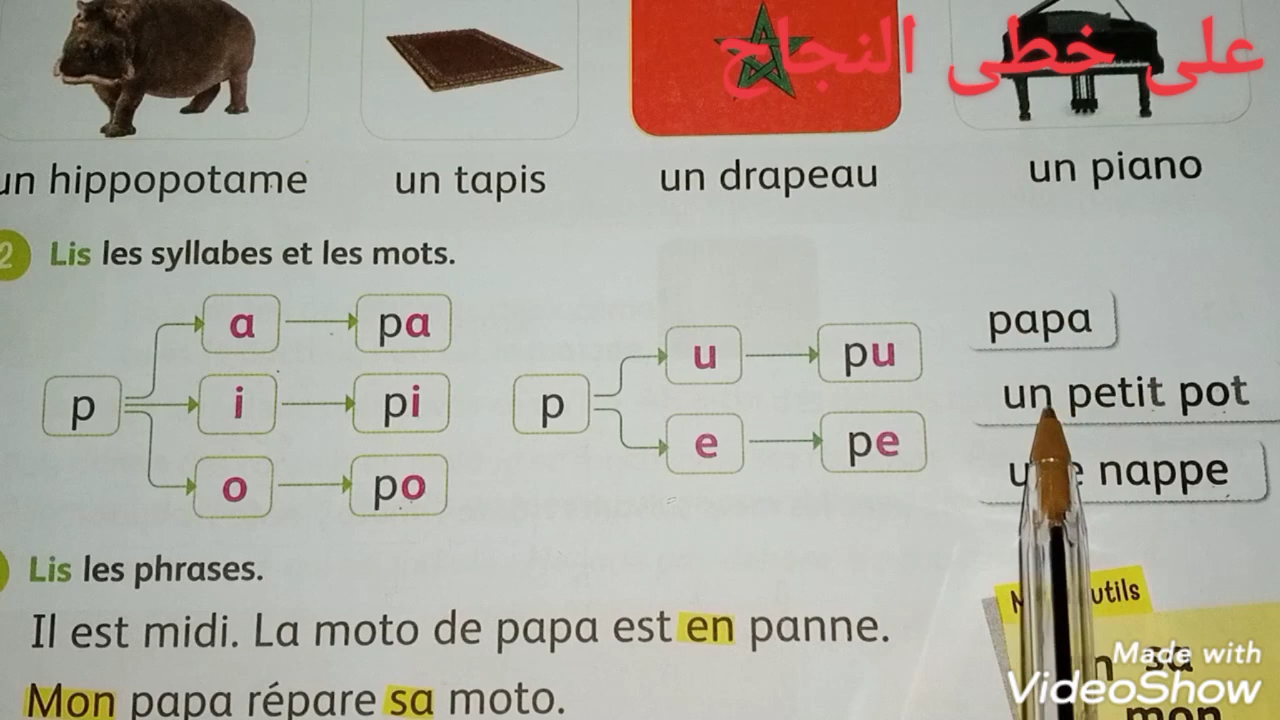 على خطى النجاح
un hippopotame un tapis un drapeau un piano
2 Lis les syllabes et les mots.
p a pa
i pi
o po
p u pu
e pe
papa
un petit pot
nappe
Lis les phrases.
Il est midi. La moto de papa est en panne.
Mon papa répare sa moto.
sa
mon
Made with
VideoShow